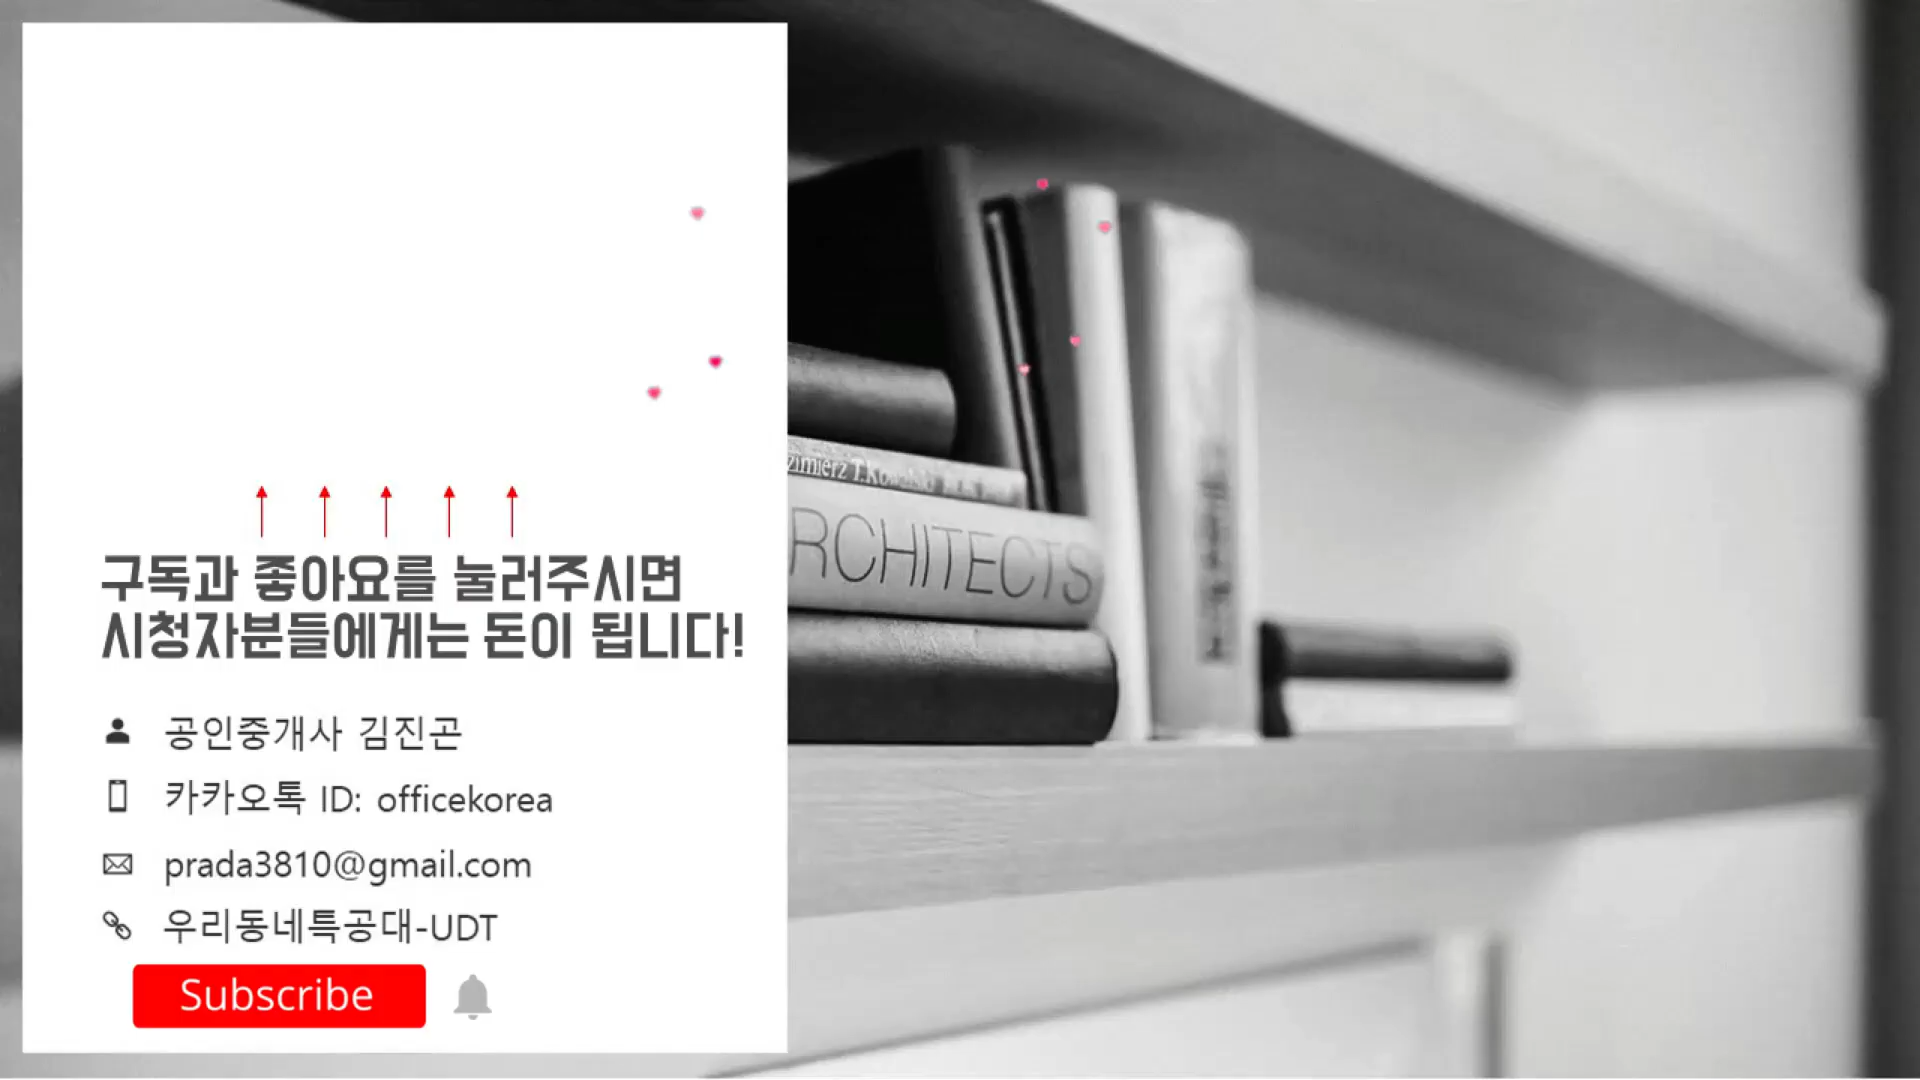 구독과 좋아요를 눌러주시면
시청자분들에게는 돈이 됩니다!
공인중개사 김진곤
카카오톡 ID: officekorea
prada3810@gmail.com
우리동네특공대-UDT
Subscribe
zimierz T.Kowalski
RCHITECTS